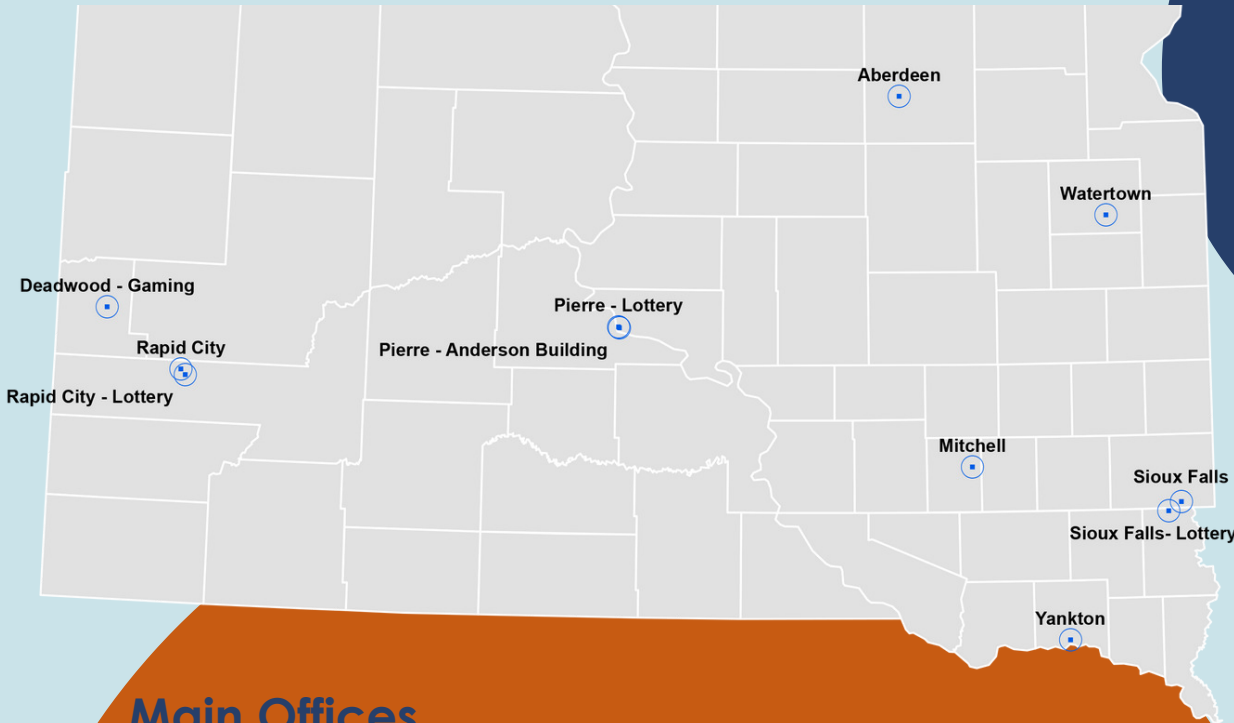 Aberdeen
Watertown
Deadwood - Gaming
Pierre - Lottery
Rapid City
Pierre - Anderson Building
Rapid City - Lottery
Mitchell
Sioux Falls
Sioux Falls- Lottery
Yankton
Main Offices